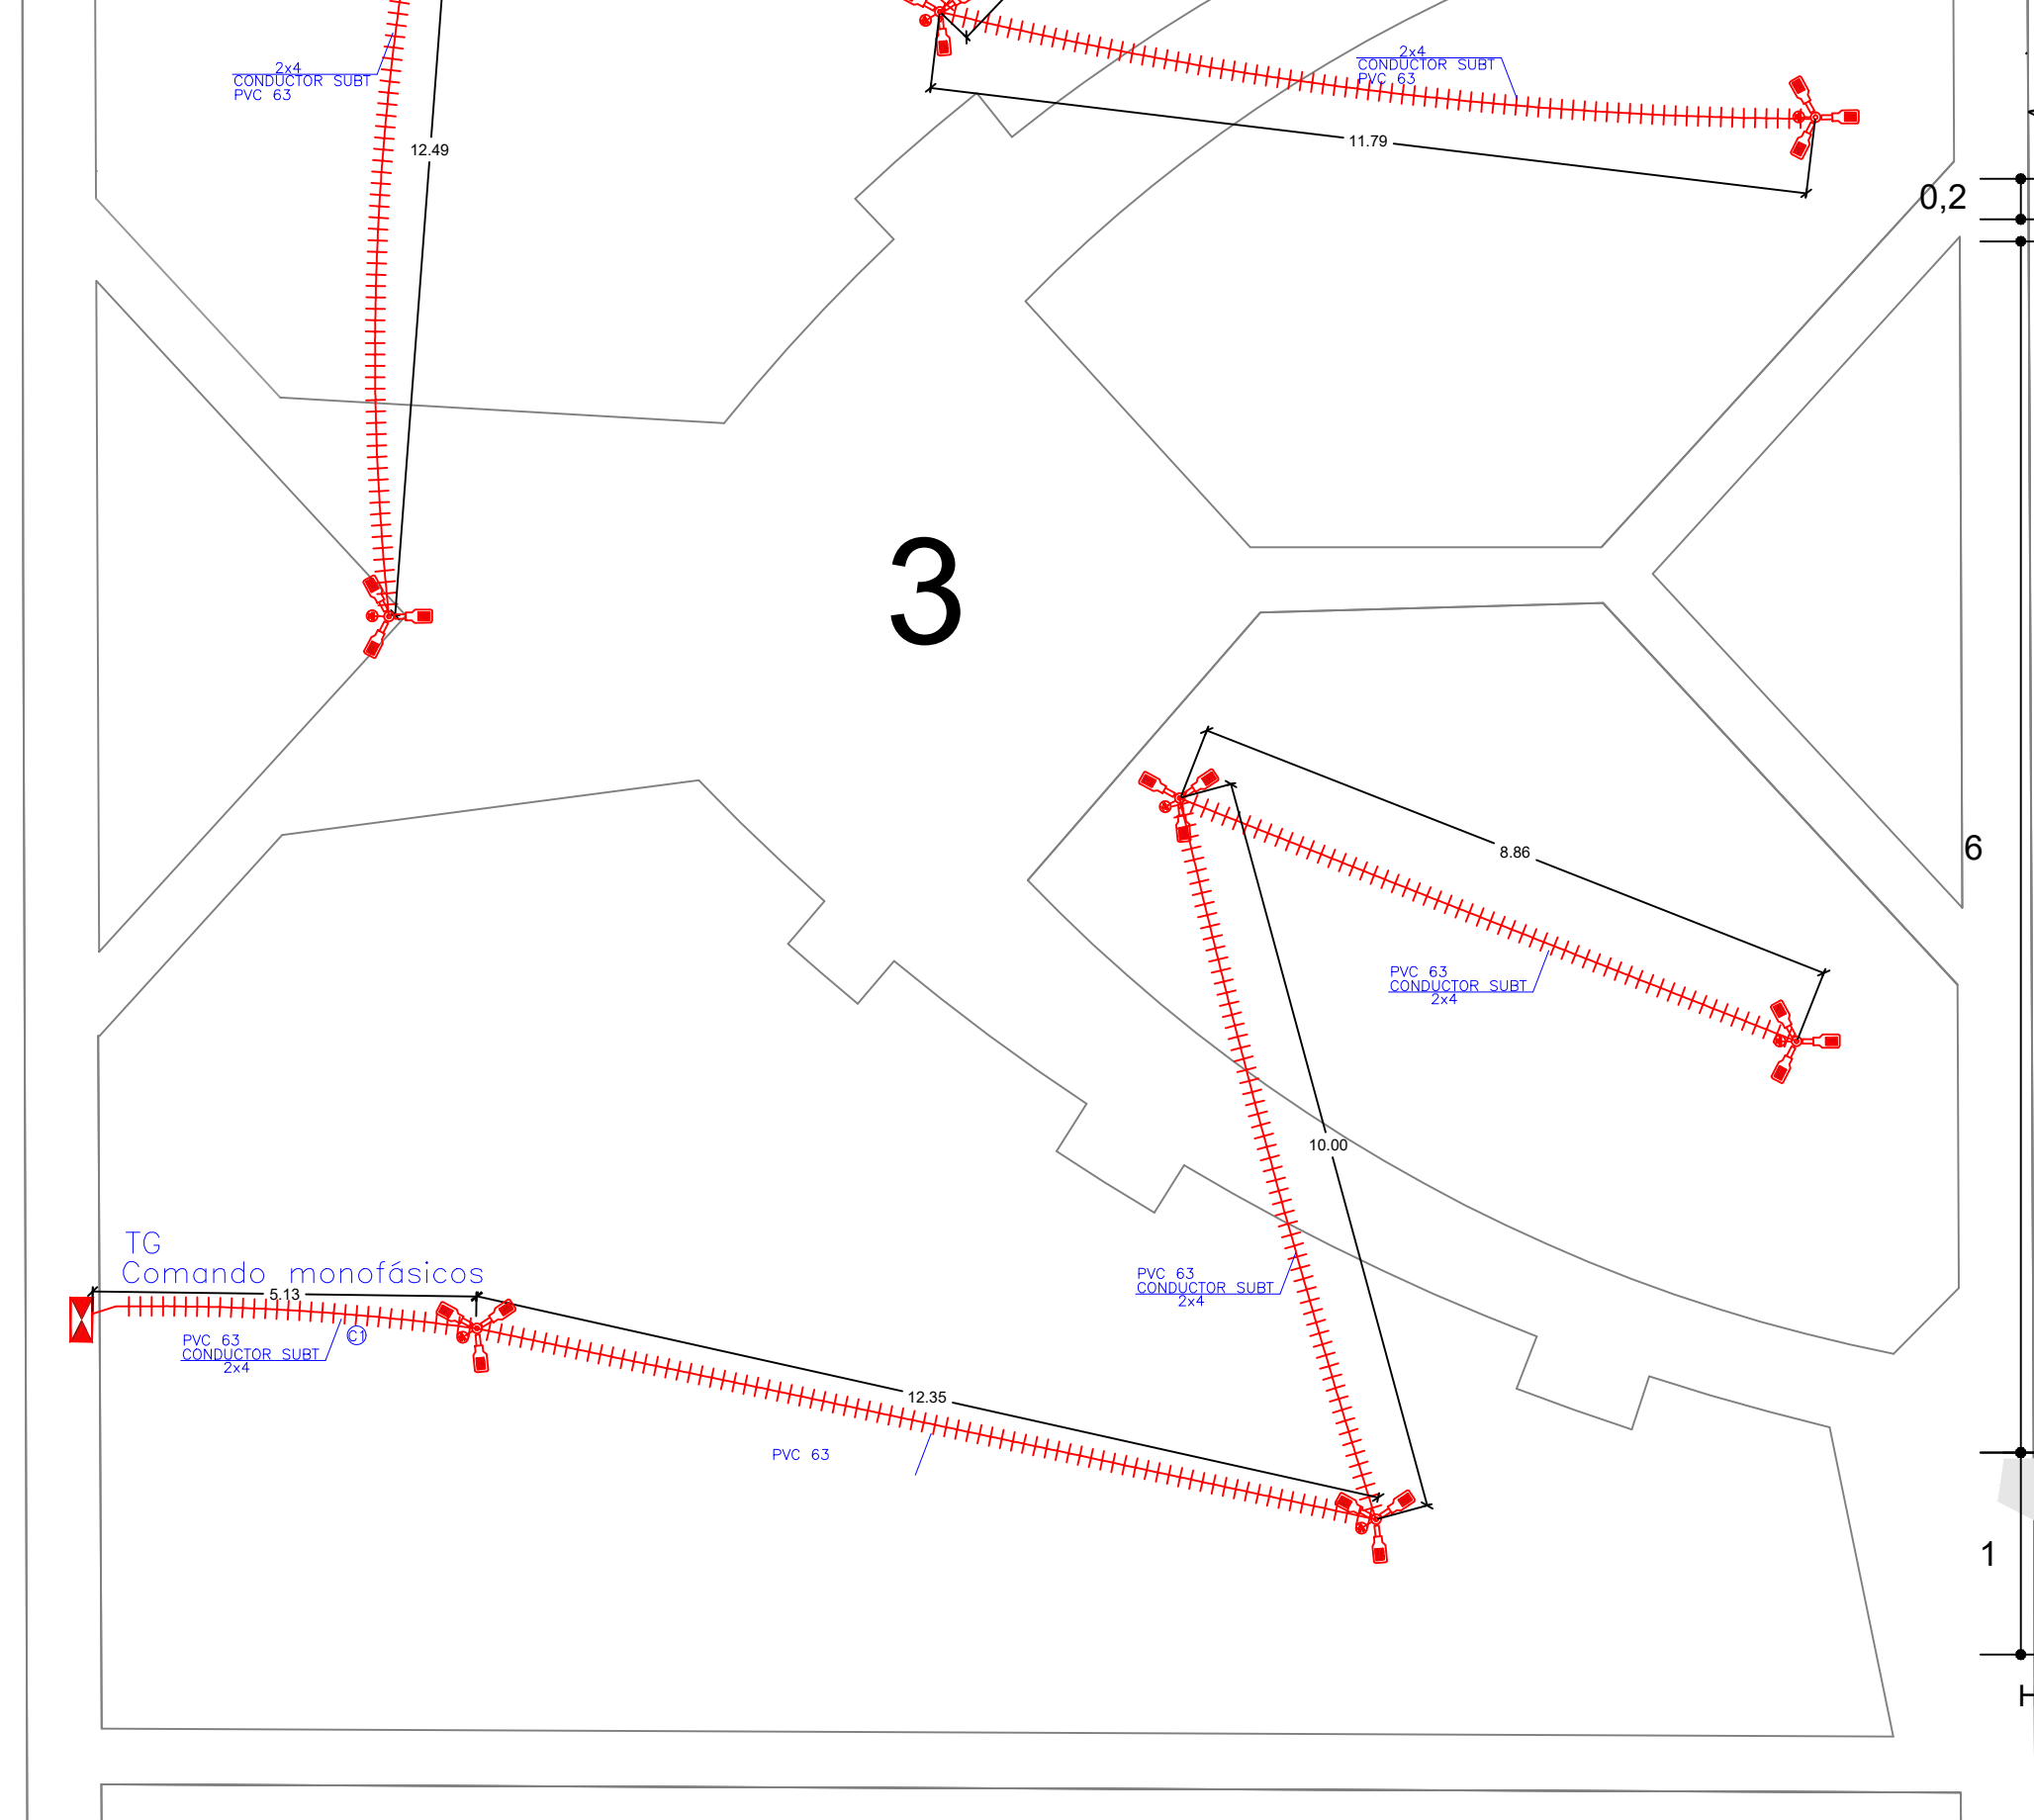 2x4
CONDUCTOR SUBT
PVC 63
2x4
CONDUCTOR SUBT
PVC 63
12.49
11.79
0,2
3
8.86
6
PVC 63
CONDUCTOR SUBT
2x4
10.00
TG
Comando monofásicos
5.13
PVC 63
CONDUCTOR SUBT
2x4
C1
PVC 63
CONDUCTOR SUBT
2x4
12.35
PVC 63
1